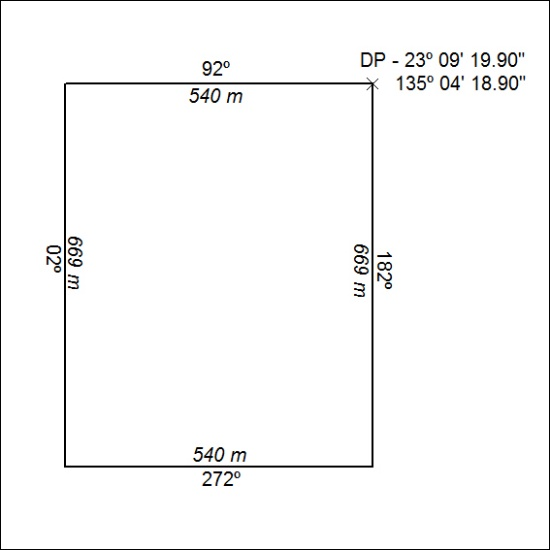 92º
DP - 23º 09' 19.90"
135º 04' 18.90"
540 m
02º
669 m
669 m
182º
540 m
272º